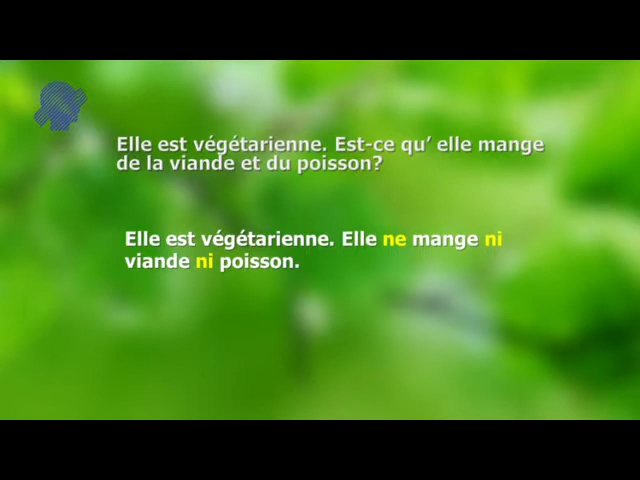 Elle est végétarienne. Est-ce qu’ elle mange
de la viande et du poisson?
Elle est végétarienne. Elle ne mange ni
viande ni poisson.